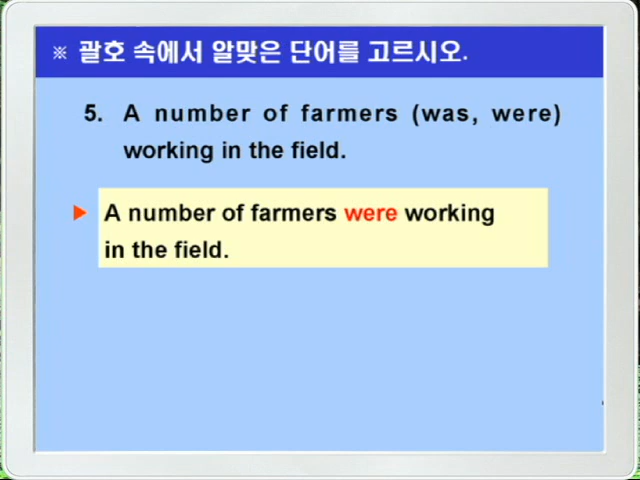 ※ 괄호 속에서 알맞은 단어를 고르시오.
5. A number of farmers (was, were)
working in the field.
▶ A number of farmers were working
in the field.